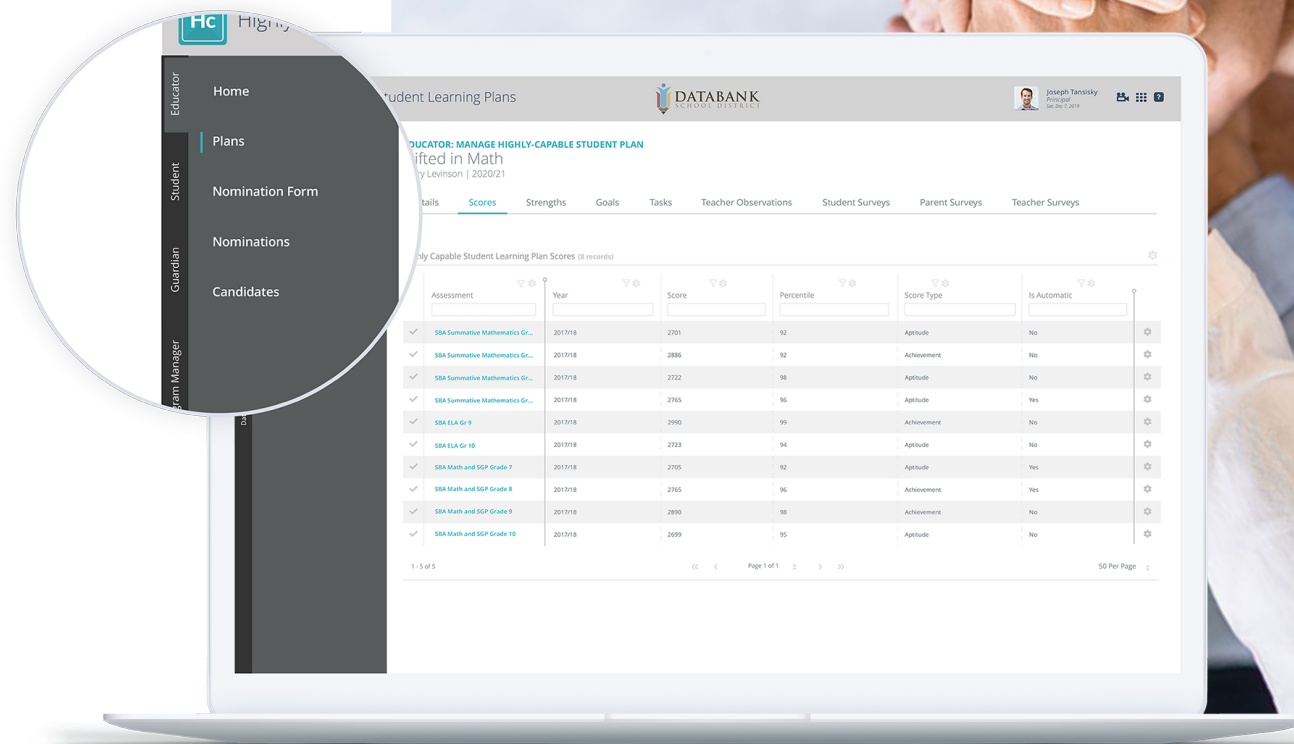 Hc
Educator
Student
Guardian
Manager
Home
Plans
Nomination Form
Nominations
Candidates
Learning Plans
DATABANK
SCHOOL DISTRICT
Joseph Tansisky
Principal
Sat, Dec 7, 2019
?
EDUCATOR: MANAGE HIGHLY-CAPABLE STUDENT PLAN
in Math
Levinson | 2020/21
Scores Strengths Goals Tasks Teacher Observations Student Surveys Parent Surveys Teacher Surveys
Capable Student Learning Plan Scores (8 records)
Assessment Year Score Percentile Score Type Is Automatic
SBA Summative Mathematics Gr... 2017/18 2701 92 Aptitude No
SBA Summative Mathematics Gr... 2017/18 2886 92 Achievement No
SBA Summative Mathematics Gr... 2017/18 2722 98 Aptitude No
SBA Summative Mathematics Gr... 2017/18 2765 96 Aptitude Yes
SBA ELA Gr 9 2017/18 2990 99 Achievement No
SBA ELA Gr 10 2017/18 2723 94 Aptitude No
SBA Math and SGP Grade 7 2017/18 2705 92 Aptitude Yes
SBA Math and SGP Grade 8 2017/18 2765 96 Achievement Yes
SBA Math and SGP Grade 9 2017/18 2890 98 Achievement No
SBA Math and SGP Grade 10 2017/18 2699 95 Aptitude No
1 - 5 of 5 Page 1 of 1 50 Per Page